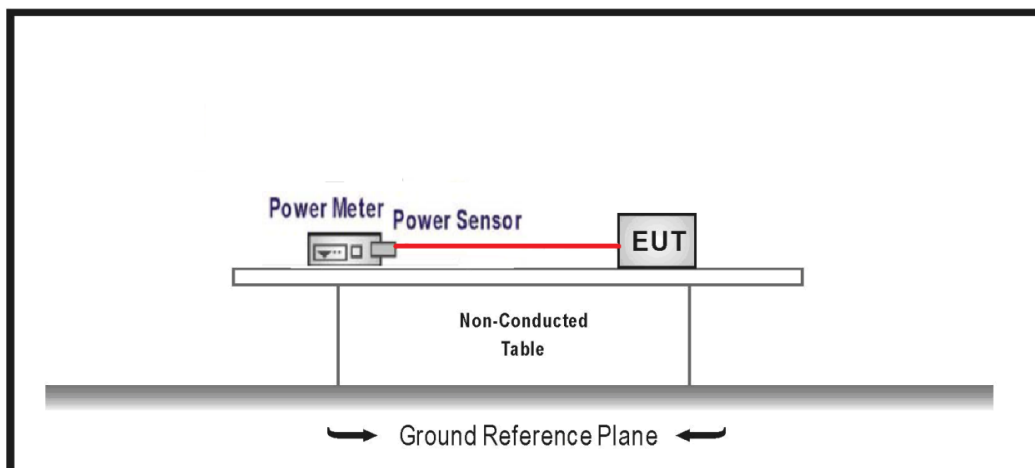 Power Meter
Power Sensor
EUT
Non-Conducted
Table
Ground Reference Plane